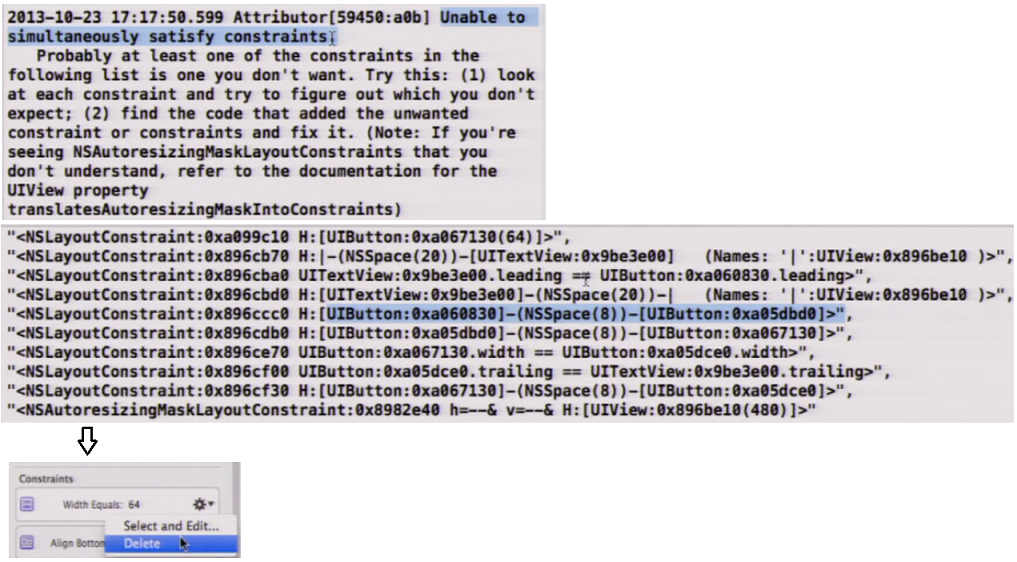 2013-10-23 17:17:50.599 Attributor[59450:a0b] Unable to
simultaneously satisfy constraints.
Probably at least one of the constraints in the
following list is one you don't want. Try this: (1) look
at each constraint and try to figure out which you don't
expect; (2) find the code that added the unwanted
constraint or constraints and fix it. (Note: If you're
seeing NSAutoresizingMaskLayoutConstraints that you
don't understand, refer to the documentation for the
UIView property
translatesAutoresizingMaskIntoConstraints)
"<NSLayoutConstraint:0xa099c10 H:[UIButton:0xa067130(64)]>",
"<NSLayoutConstraint:0x896cb70 H:|-(NSSpace(20))-[UITextView:0x9be3e00]   (Names: '|':UIView:0x896be10 )>",
"<NSLayoutConstraint:0x896cba0 UITextView:0x9be3e00.leading == UIButton:0xa060830.leading>",
"<NSLayoutConstraint:0x896cbd0 H:[UITextView:0x9be3e00]-(NSSpace(20))-|   (Names: '|':UIView:0x896be10 )>",
"<NSLayoutConstraint:0x896ccc0 H:[UIButton:0xa060830]-(NSSpace(8))-[UIButton:0xa05dbd0]>",
"<NSLayoutConstraint:0x896cdb0 H:[UIButton:0xa05dbd0]-(NSSpace(8))-[UIButton:0xa067130]>",
"<NSLayoutConstraint:0x896ce70 UIButton:0xa067130.width == UIButton:0xa05dce0.width>",
"<NSLayoutConstraint:0x896cf00 UIButton:0xa05dce0.trailing == UITextView:0x9be3e00.trailing>",
"<NSLayoutConstraint:0x896cf30 H:[UIButton:0xa067130]-(NSSpace(8))-[UIButton:0xa05dce0]>",
"<NSAutoresizingMaskLayoutConstraint:0x8982e40 h=--& v=--& H:[UIView:0x896be10(480)]>"
Constraints
Width Equals: 64
Select and Edit...
Align Bottom
Delete